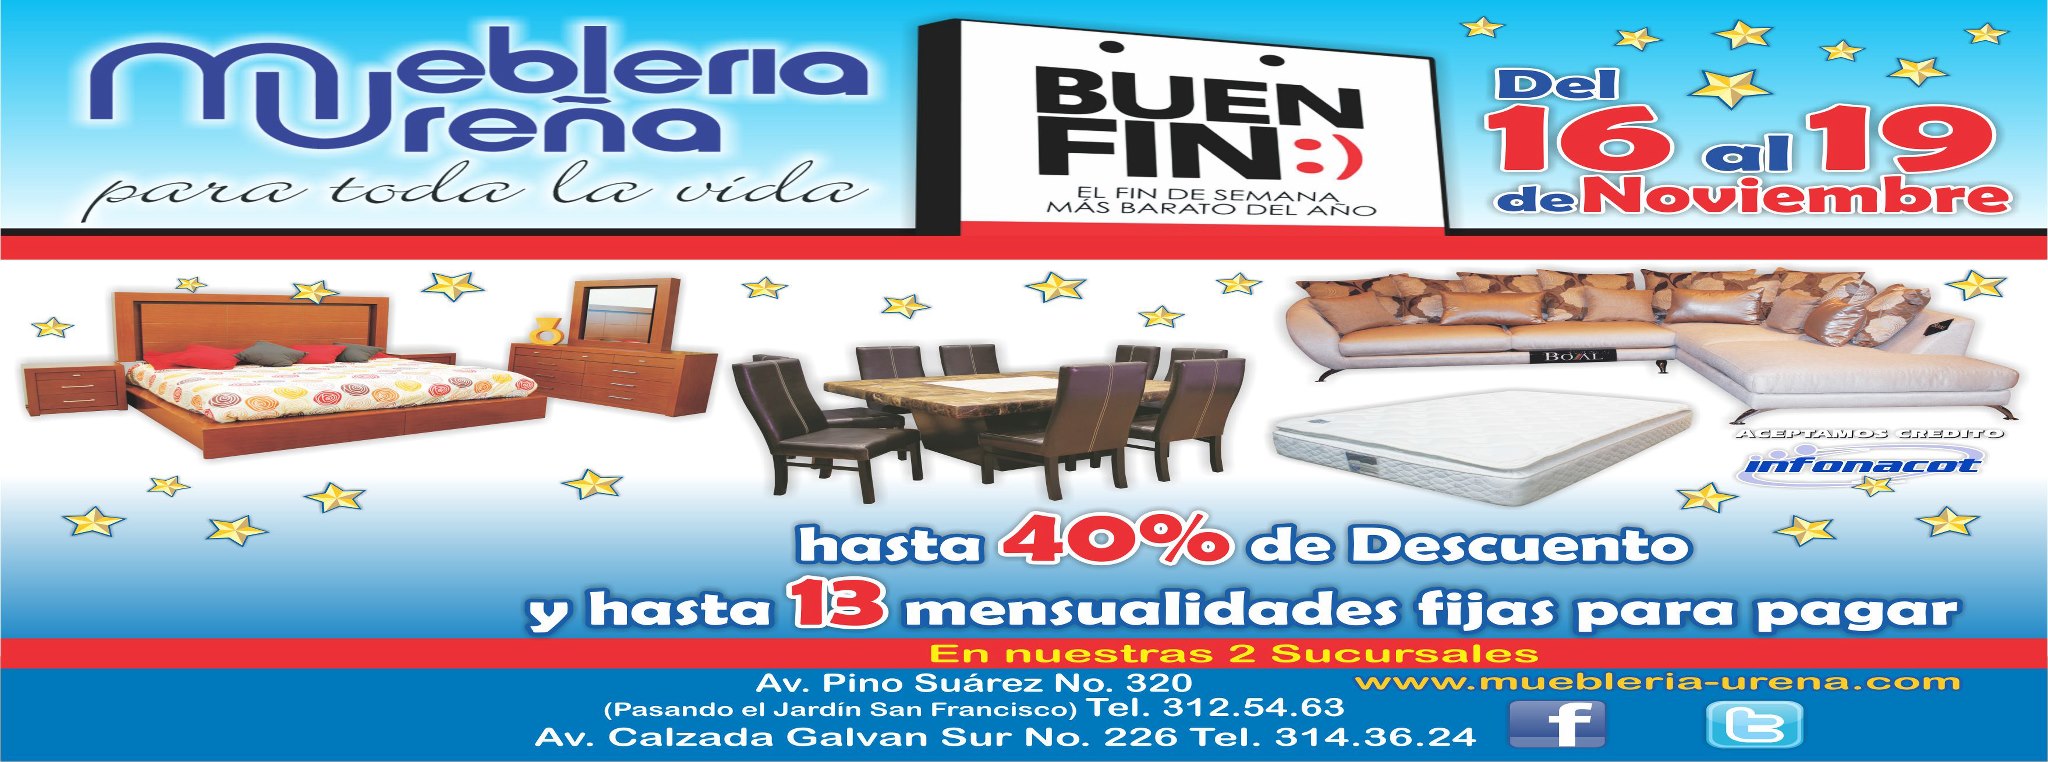 Muebleria
Ureña
para toda la vida
BUEN
FIN:)
EL FIN DE SEMANA
MÁS BARATO DEL AÑO
Del
16 al 19
de Noviembre
BOAL
ACEPTAMOS CREDITO
infonacot
hasta 40% de Descuento
y hasta 13 mensualidades fijas para pagar
En nuestras 2 Sucursales
Av. Pino Suárez No. 320
(Pasando el Jardín San Francisco) Tel. 312.54.63
Av. Calzada Galvan Sur No. 226 Tel. 314.36.24
www.muebleria-urena.com
f
t